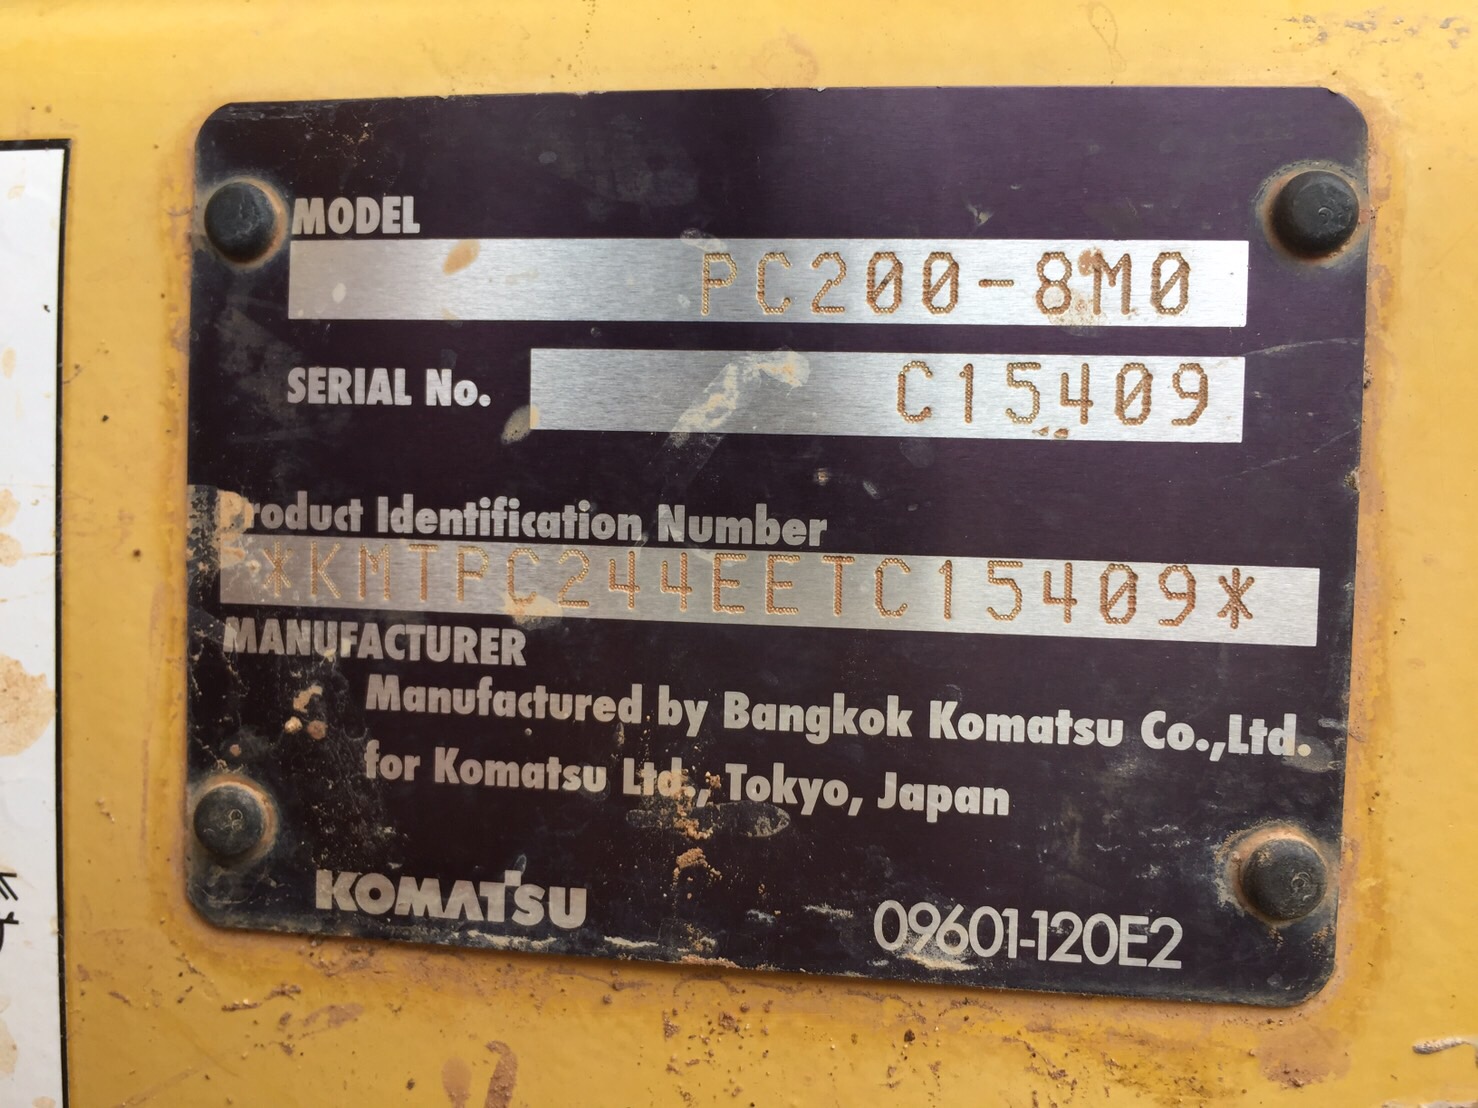 MODEL
PC200-8M0
SERIAL No.
C15409
Product Identification Number
*KMTPC244EETC15409*
MANUFACTURER
Manufactured by Bangkok Komatsu Co.,Ltd.
for Komatsu Ltd., Tokyo, Japan
KOMATSU
09601-120E2